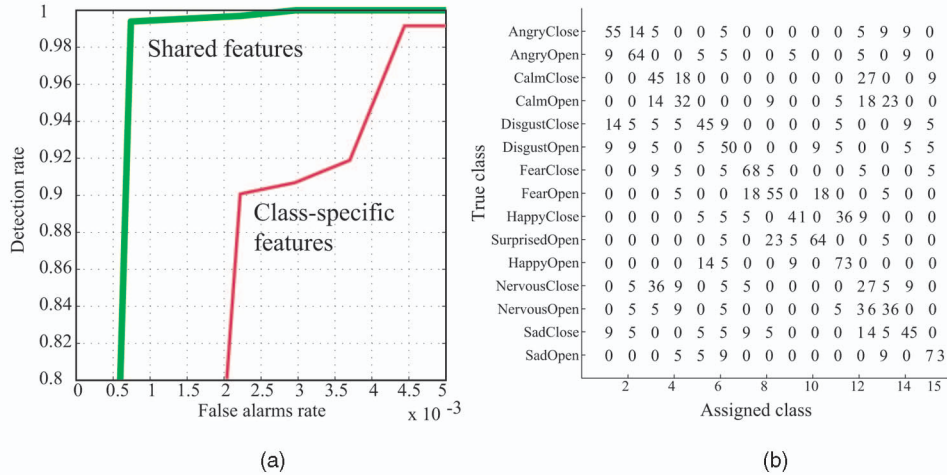 1
0.98
0.96
0.94
0.92
0.9
0.88
0.86
0.84
0.82
0.8
Detection rate
Shared features
Class-specific
features
0 0.5 1 1.5 2 2.5 3 3.5 4 4.5 5
False alarms rate
x 10 -3
(a)
True class
AngryClose 55 14 5 0 0 5 0 0 0 0 0 5 9 9 0
AngryOpen 9 64 0 0 5 5 0 0 5 0 0 5 0 9 0
CalmClose 0 0 45 18 0 0 0 0 0 0 0 27 0 0 9
CalmOpen 0 0 14 32 0 0 0 9 0 0 5 18 23 0 0
DisgustClose 14 5 5 5 45 9 0 0 0 0 5 0 0 9 5
DisgustOpen 9 9 5 0 5 50 0 0 0 9 5 0 0 5 5
FearClose 0 0 9 5 0 5 68 5 0 0 0 5 0 0 5
FearOpen 0 0 0 5 0 0 18 55 0 18 0 0 5 0 0
HappyClose 0 0 0 0 5 5 5 0 41 0 36 9 0 0 0
SurprisedOpen 0 0 0 0 0 5 0 23 5 64 0 0 5 0 0
HappyOpen 0 0 0 0 14 5 0 0 9 0 73 0 0 0 0
NervousClose 0 5 36 9 0 5 5 0 0 0 0 27 5 9 0
NervousOpen 0 5 5 9 0 5 0 0 0 0 5 36 36 0 0
SadClose 9 5 0 0 5 5 9 5 0 0 0 14 5 45 0
SadOpen 0 0 0 5 5 9 0 0 0 0 0 0 9 0 73
2 4 6 8 10 12 14 15
Assigned class
(b)